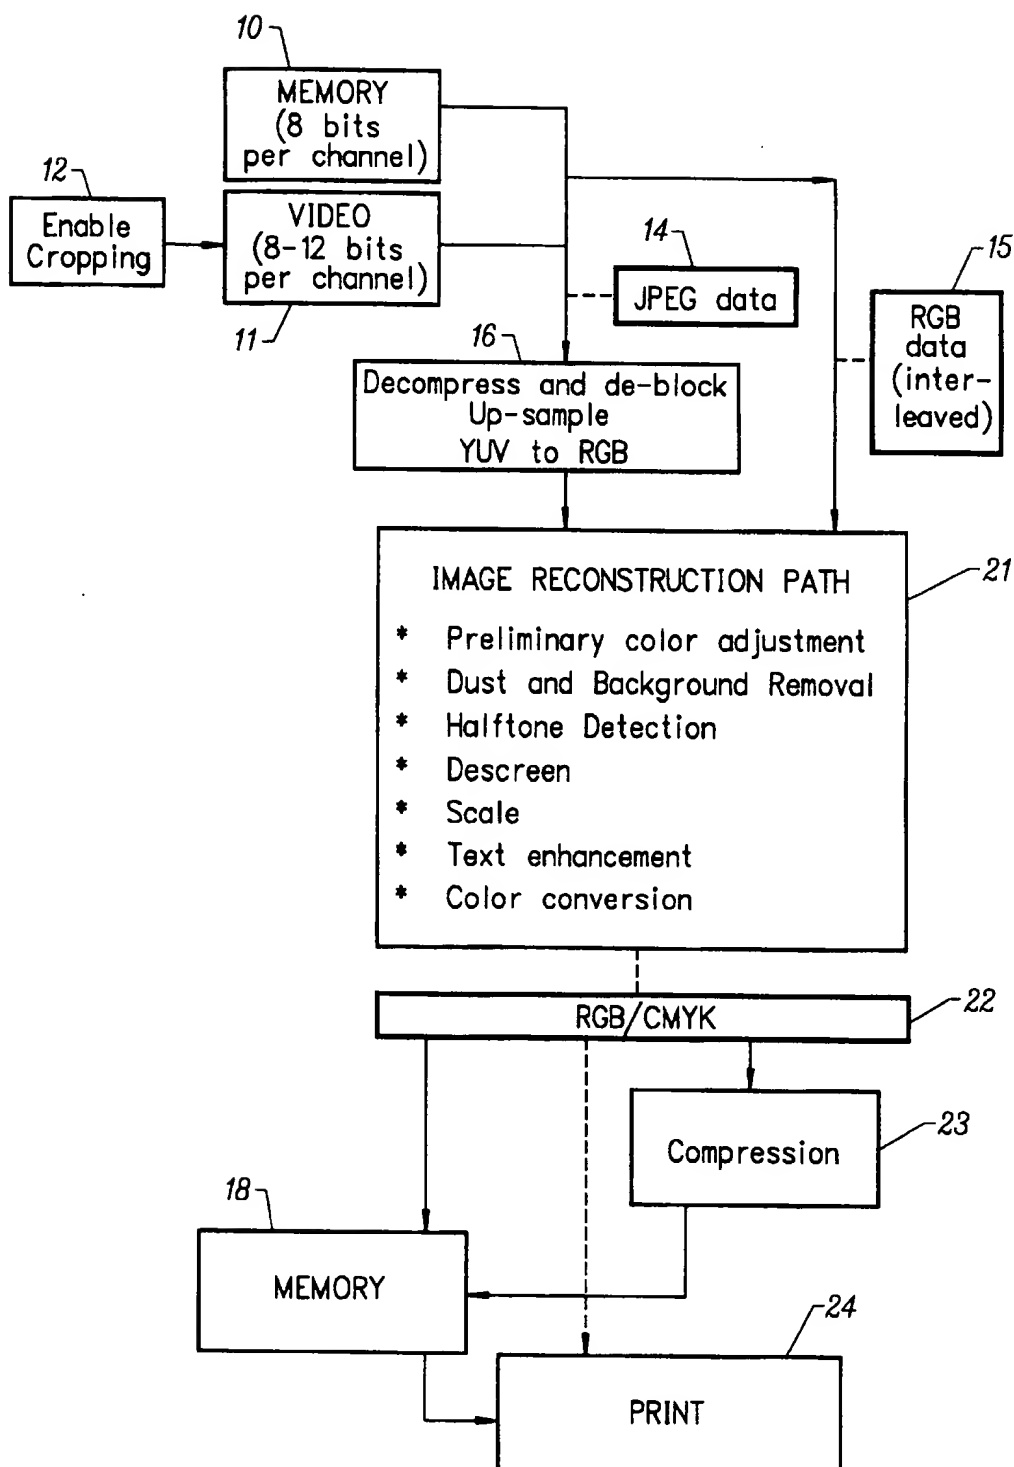 10
MEMORY
(8 bits
per channel)
12
Enable
Cropping
VIDEO
(8-12 bits
per channel)
11
14
JPEG data
15
RGB
data
(inter-
leaved)
16
Decompress and de-block
Up-sample
YUV to RGB
21
IMAGE RECONSTRUCTION PATH
* Preliminary color adjustment
* Dust and Background Removal
* Halftone Detection
* Descreen
* Scale
* Text enhancement
* Color conversion
22
RGB/CMYK
23
Compression
18
MEMORY
24
PRINT